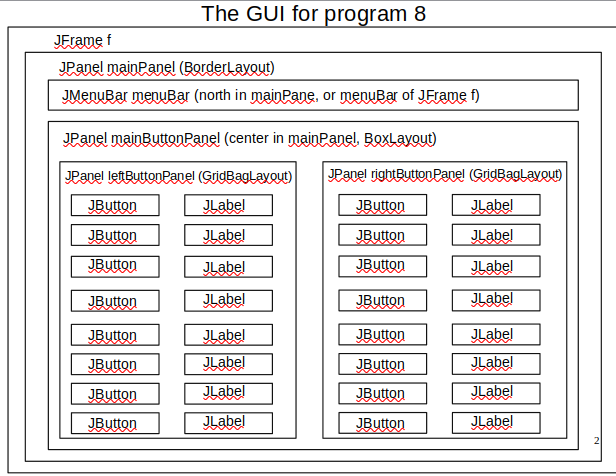 The GUI for program 8
JFrame f
JPanel mainPanel (BorderLayout)
JMenuBar menuBar (north in mainPane, or menuBar of JFrame f)
JPanel mainButtonPanel (center in mainPanel, BoxLayout)
JPanel leftButtonPanel (GridBagLayout)
JButton JLabel
JButton JLabel
JButton JLabel
JButton JLabel
JButton JLabel
JButton JLabel
JButton JLabel
JButton JLabel
JPanel rightButtonPanel (GridBagLayout)
JButton JLabel
JButton JLabel
JButton JLabel
JButton JLabel
JButton JLabel
JButton JLabel
JButton JLabel
JButton JLabel
2